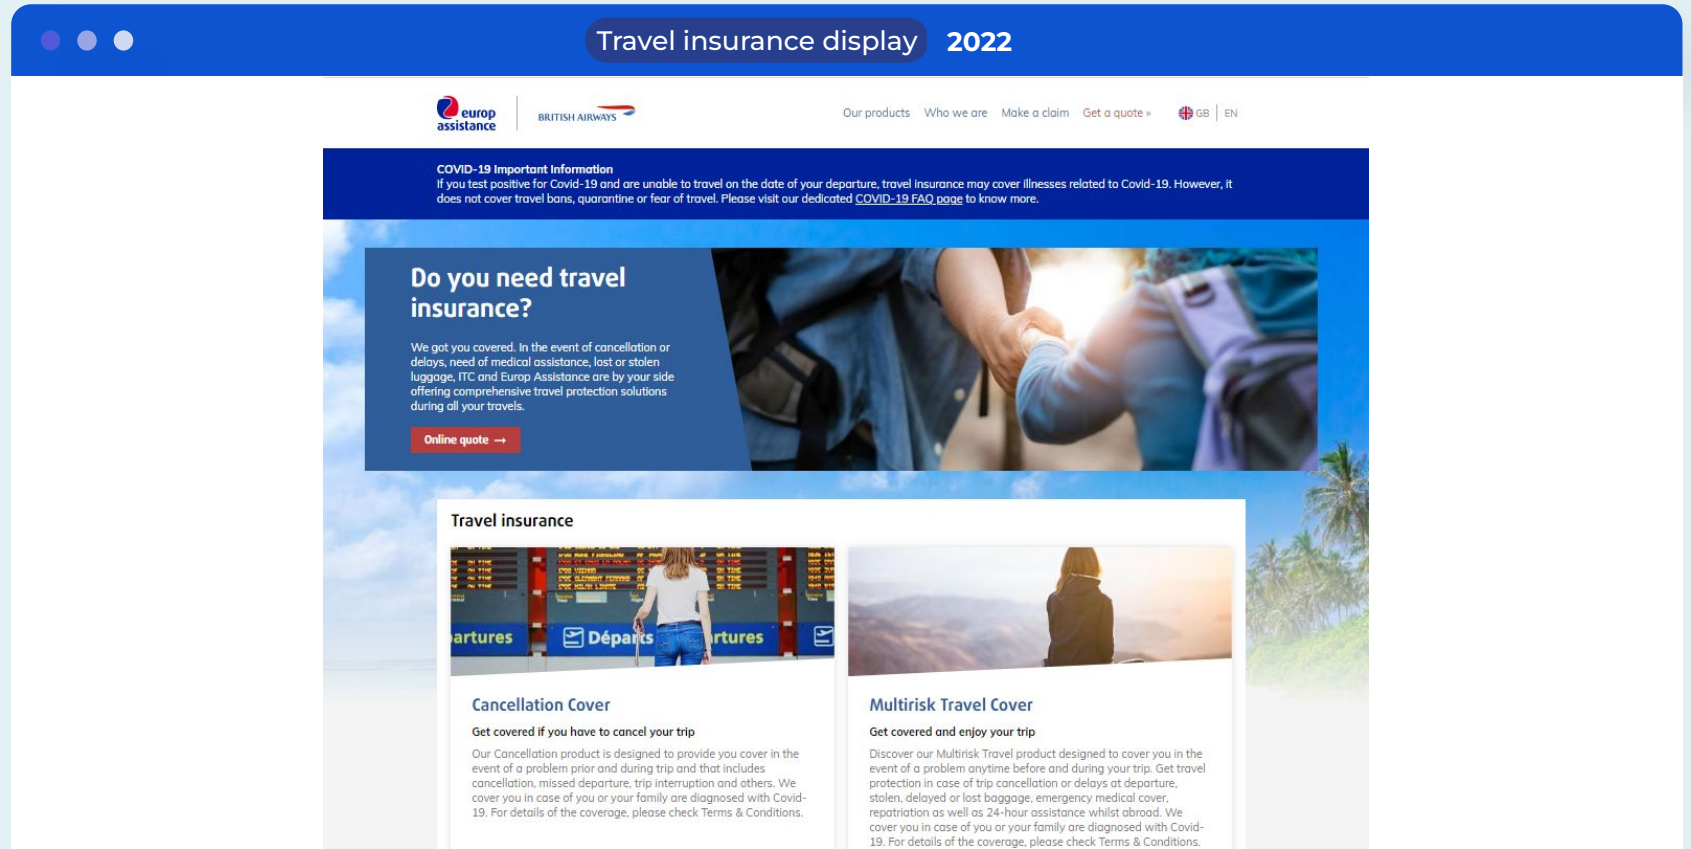 Travel insurance display 2022
europ
assistance
BRITISH AIRWAYS
Our products Who we are Make a claim Get a quote » GB | EN
COVID-19 Important Information
If you test positive for Covid-19 and are unable to travel on the date of your departure, travel insurance may cover illnesses related to Covid-19. However, it
does not cover travel bans, quarantine or fear of travel. Please visit our dedicated COVID-19 FAQ page to know more.
Do you need travel
insurance?
We got you covered. In the event of cancellation or
delays, need of medical assistance, lost or stolen
luggage, ITC and Europ Assistance are by your side
offering comprehensive travel protection solutions
during all your travels.
Online quote →
Travel insurance
artures Départs rtures
Cancellation Cover
Get covered if you have to cancel your trip
Our Cancellation product is designed to provide you cover in the
event of a problem prior and during trip and that includes
cancellation, missed departure, trip interruption and others. We
cover you in case of you or your family are diagnosed with Covid-
19. For details of the coverage, please check Terms & Conditions.
Multirisk Travel Cover
Get covered and enjoy your trip
Discover our Multirisk Travel product designed to cover you in the
event of a problem anytime before and during your trip. Get travel
protection in case of trip cancellation or delays at departure,
stolen, delayed or lost baggage, emergency medical cover,
repatriation as well as 24-hour assistance whilst abroad. We
cover you in case of you or your family are diagnosed with Covid-
19. For details of the coverage, please check Terms & Conditions.